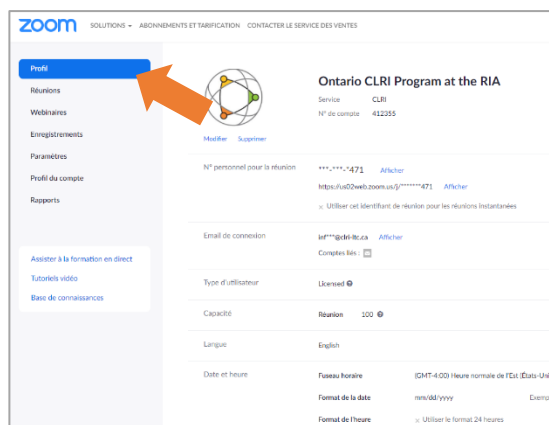 zoom SOLUTIONS ABONNEMENTS ET TARIFICATION CONTACTER LE SERVICE DES VENTES
Profil
Réunions
Webinaires
Enregistrements
Paramètres
Profil du compte
Rapports
Assister à la formation en direct
Tutoriels vidéo
Base de connaissances
Modifier Supprimer
Ontario CLRI Program at the RIA
Service CLRI
N° de compte 412355
N° personnel pour la réunion ***-***-*471 Afficher
https://us02web.zoom.us/j/*******471 Afficher
× Utiliser cet identifiant de réunion pour les réunions instantanées
Email de connexion inf***@clri-ltc.ca Afficher
Comptes liés :
Type d'utilisateur Licensed
Capacité Réunion 100
Langue English
Date et heure Fuseau horaire (GMT-4:00) Heure normale de l'Est (États-Uni
Format de la date mm/dd/yyyy Exemp
Format de l'heure × Utiliser le format 24 heures